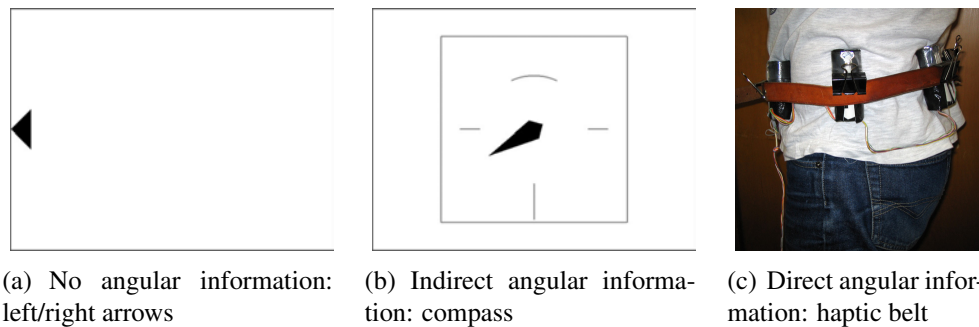 (a) No angular information:
left/right arrows
(b) Indirect angular informa-
tion: compass
(c) Direct angular infor-
mation: haptic belt